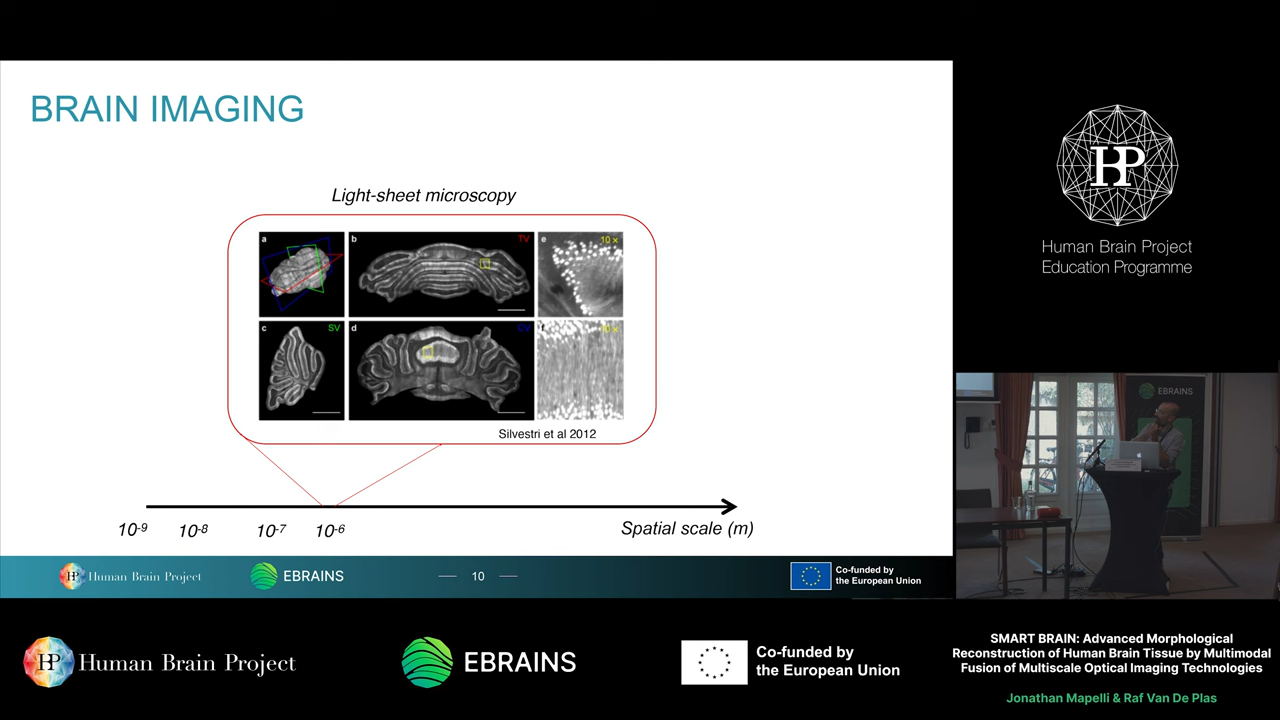 BRAIN IMAGING
Light-sheet microscopy
a
b
TV
e
10 x
c
SV
d
CV
f
10 x
Silvestri et al 2012
10-9
10-8
10-7
10-6
Spatial scale (m)
HP Human Brain Project
EBRAINS
10
Co-funded by
the European Union
HP
Human Brain Project
Education Programme
EBRAINS
HP Human Brain Project
EBRAINS
Co-funded by
the European Union
SMART BRAIN: Advanced Morphological
Reconstruction of Human Brain Tissue by Multimodal
Fusion of Multiscale Optical Imaging Technologies
Jonathan Mapelli & Raf Van De Plas